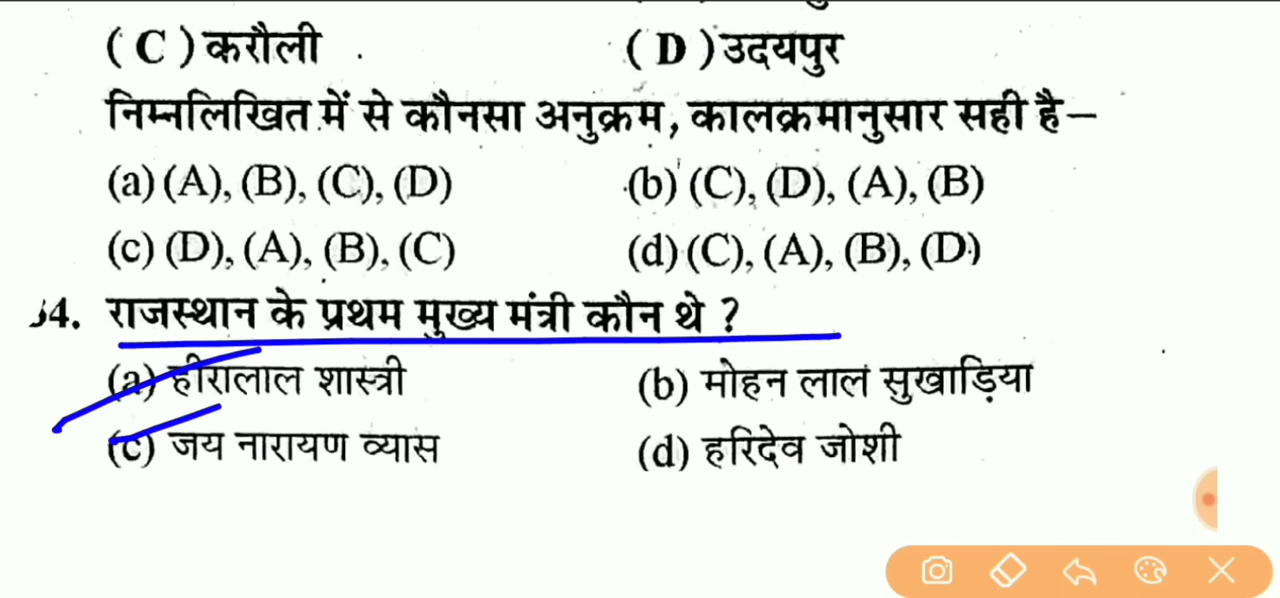 ( C ) करौली ( D ) उदयपुर
निम्नलिखित में से कौनसा अनुक्रम, कालक्रमानुसार सही है–
(a) (A), (B), (C), (D) (b) (C), (D), (A), (B)
(c) (D), (A), (B), (C) (d) (C), (A), (B), (D)
4. राजस्थान के प्रथम मुख्य मंत्री कौन थे ?
(a) हीरालाल शास्त्री (b) मोहन लाल सुखाड़िया
(c) जय नारायण व्यास (d) हरिदेव जोशी